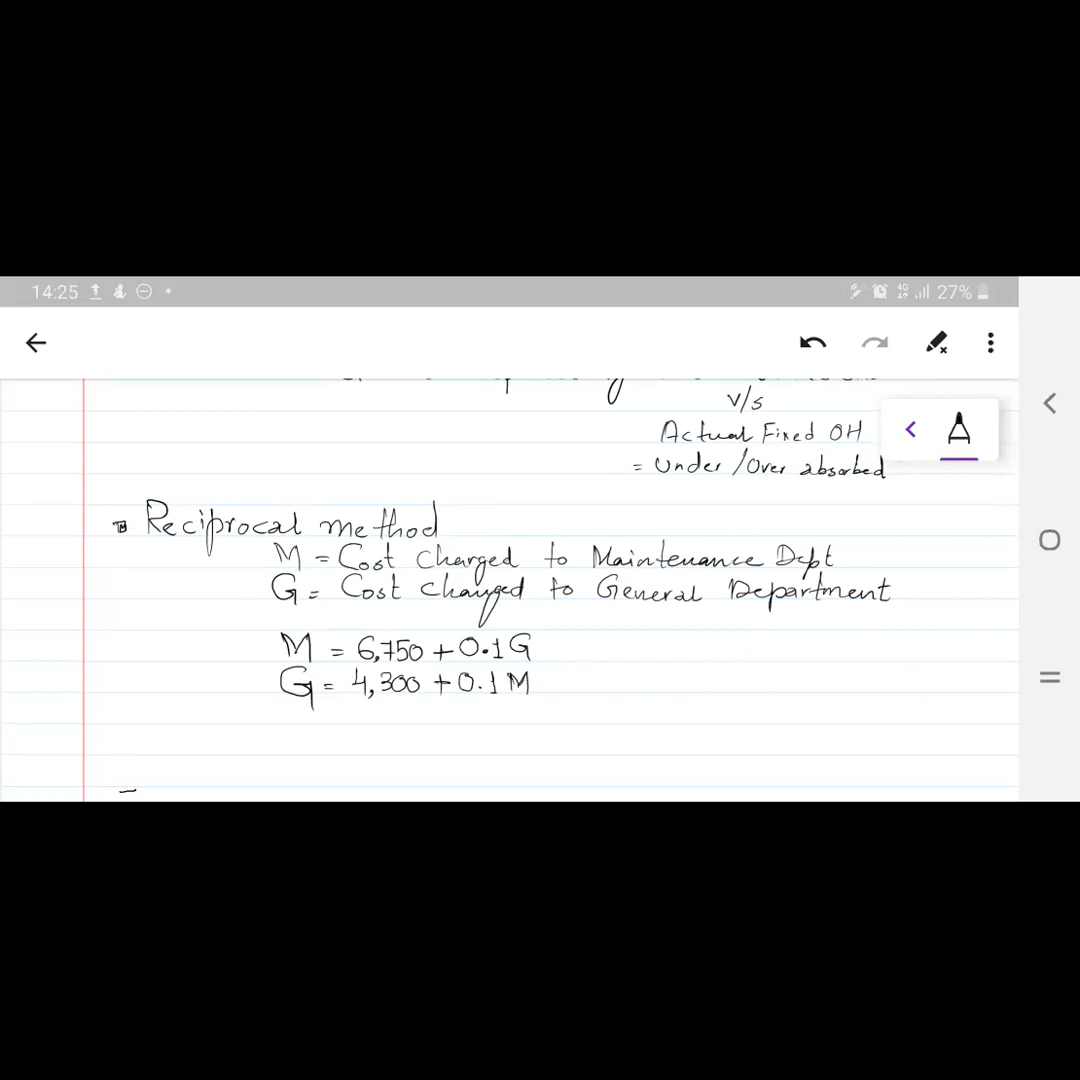 14:25
4G
27%
v/s
Actual Fixed OH
= Under/Over absorbed
Reciprocal method
M = Cost Charged to Maintenance Dept
G = Cost Charged to General Department
M = 6,750 + 0.1G
G = 4,300 + 0.1M